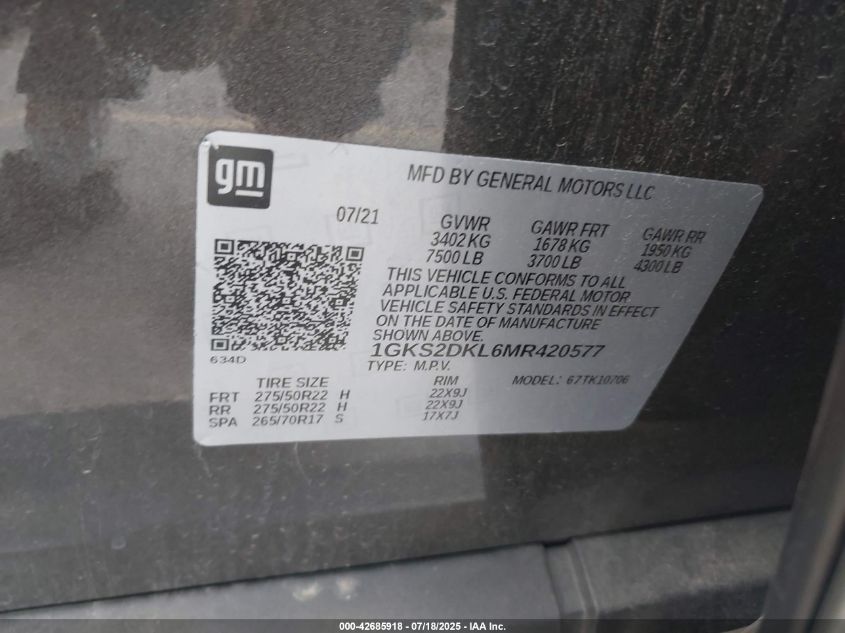 gm
MFD BY GENERAL MOTORS LLC
07/21
GVWR GAWR FRT GAWR RR
3402 KG 1678 KG 1950 KG
7500 LB 3700 LB 4300 LB
THIS VEHICLE CONFORMS TO ALL
APPLICABLE U.S. FEDERAL MOTOR
VEHICLE SAFETY STANDARDS IN EFFECT
ON THE DATE OF MANUFACTURE
SHOWN ABOVE.
634D
1GKS2DKL6MR420577
TYPE: M.P.V. MODEL: 67TK10706
TIRE SIZE RIM
FRT 275/50R22 H 22X9J
RR 275/50R22 H 22X9J
SPA 265/70R17 S 17X7J
000-42685918 - 07/18/2025 - IAA Inc.